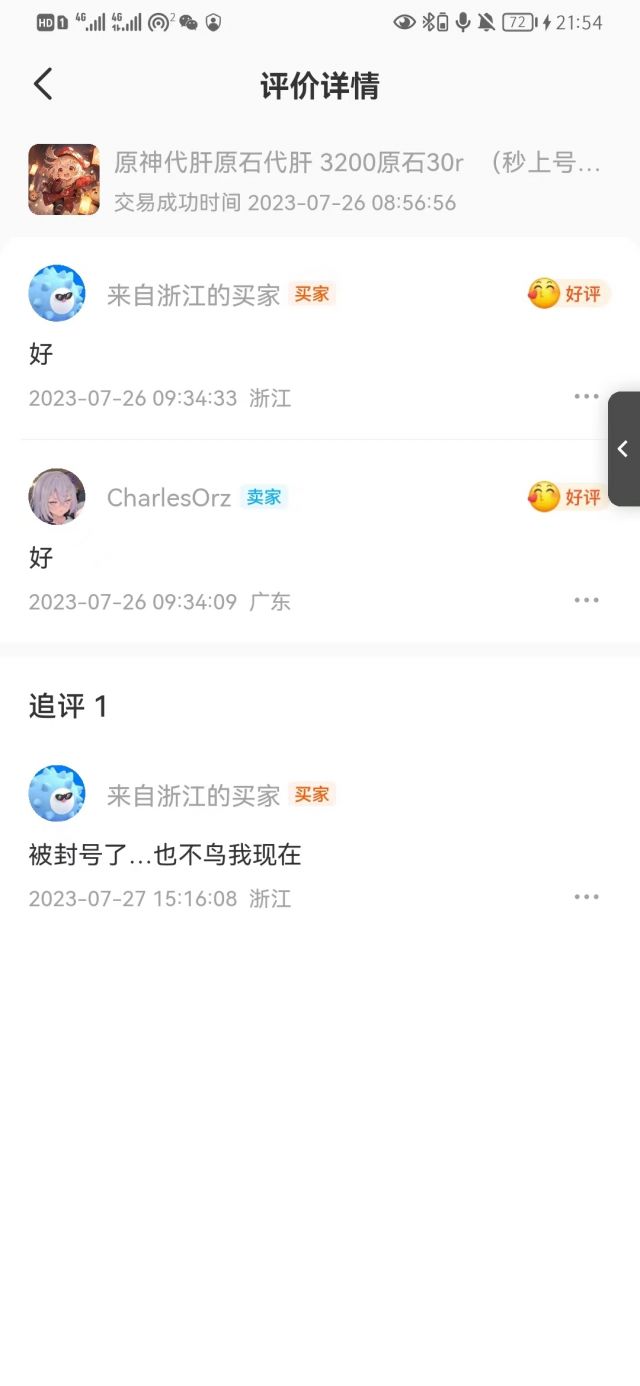 HD 1 4G 4G 2 72 21:54
评价详情
原神代肝原石代肝 3200原石30r （秒上号...
交易成功时间 2023-07-26 08:56:56
来自浙江的买家 买家 好评
好
2023-07-26 09:34:33 浙江
CharlesOrz 卖家 好评
好
2023-07-26 09:34:09 广东
追评 1
来自浙江的买家 买家
被封号了...也不鸟我现在
2023-07-27 15:16:08 浙江